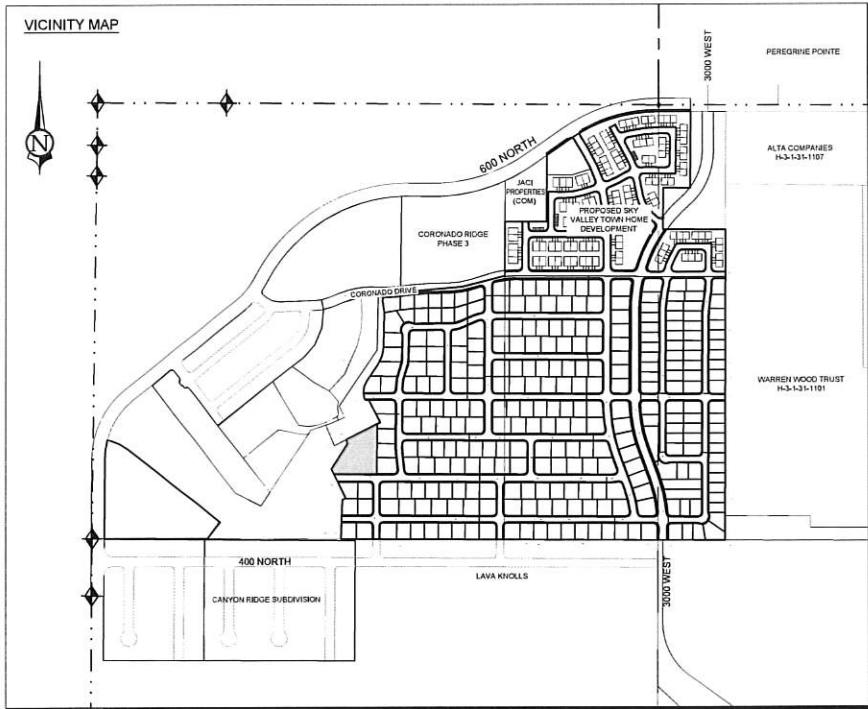 VICINITY MAP
3000 WEST
PEREGRINE POINTE
N
600 NORTH
ALTA COMPANIES
H-3-1-31-1107
JACI
PROPERTIES
(COM)
PROPOSED SKY
VALLEY TOWN HOME
DEVELOPMENT
CORONADO RIDGE
PHASE 3
CORONADO DRIVE
WARREN WOOD TRUST
H-3-1-31-1101
400 NORTH
LAVA KNOLLS
3000 WEST
CANYON RIDGE SUBDIVISION